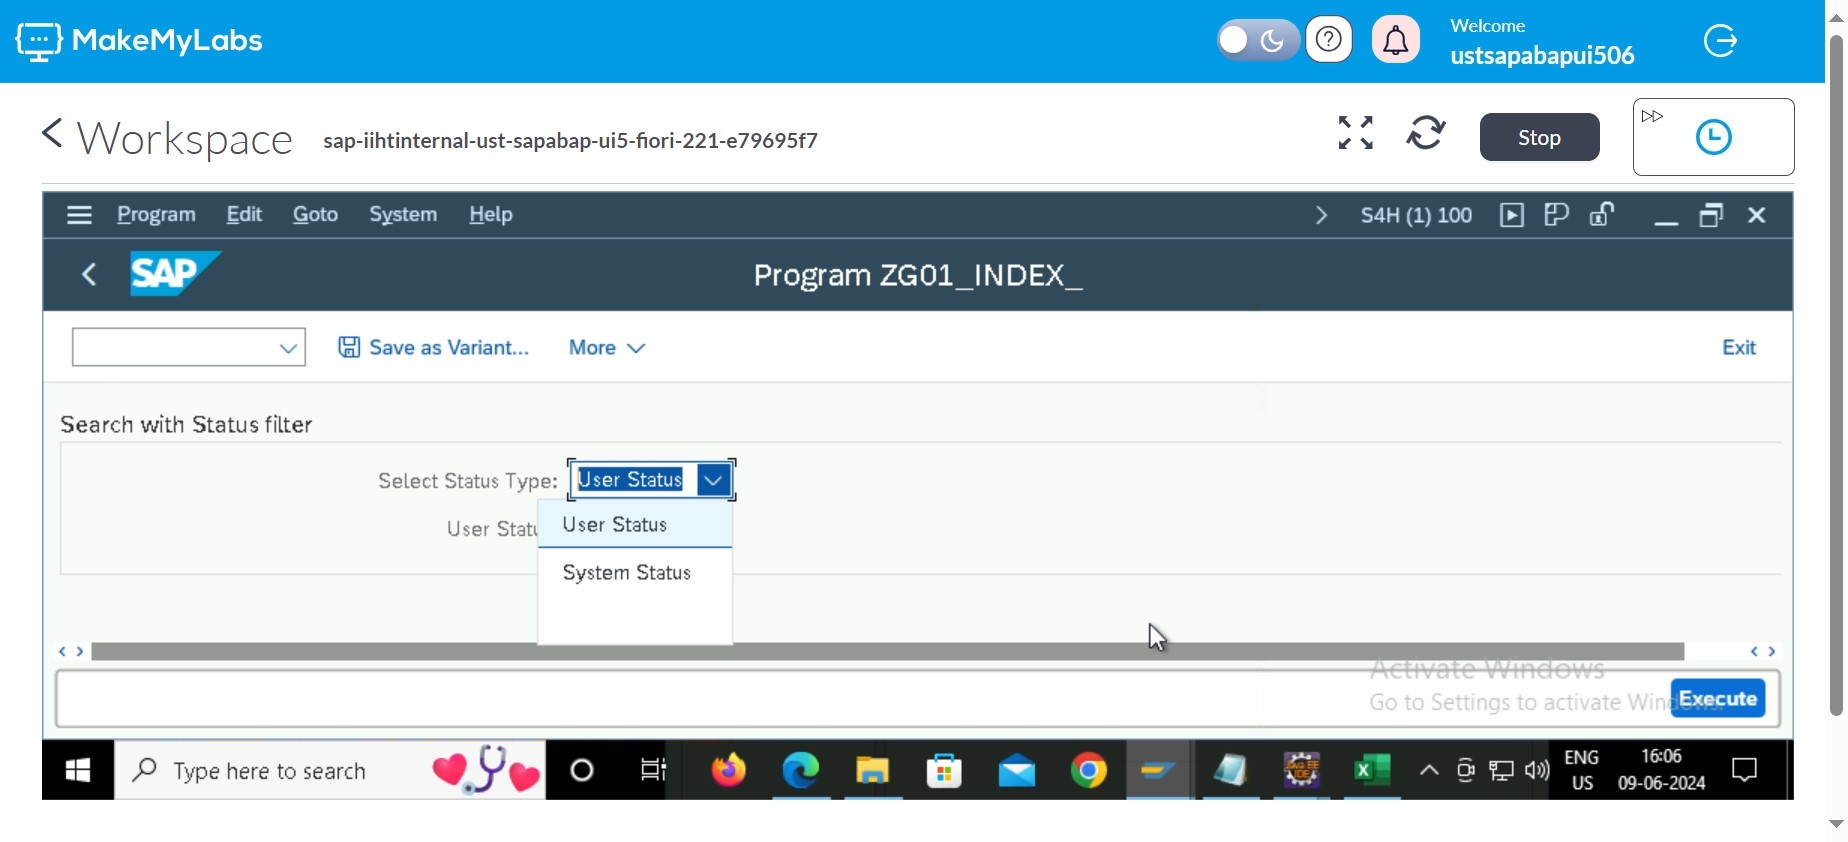 MakeMyLabs
Welcome
ustsapabapui506
Workspace sap-iihtinternal-ust-sapabap-ui5-fiori-221-e79695f7
Stop
Program Edit Goto System Help
S4H (1) 100
SAP
Program ZG01_INDEX_
Save as Variant... More Exit
Search with Status filter
Select Status Type: User Status
User Statu
User Status
System Status
Activate Windows
Go to Settings to activate Windows.
Execute
Type here to search
ENG
US
16:06
09-06-2024